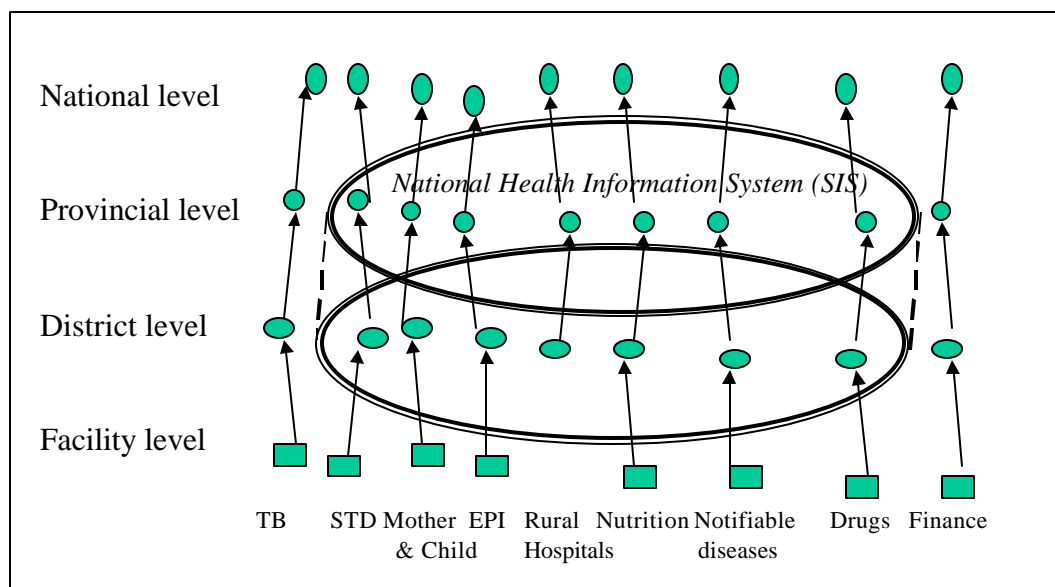 National level
National Health Information System (SIS)
Provincial level
District level
Facility level
TB STD Mother EPI Rural Nutrition Notifiable Drugs Finance
& Child Hospitals diseases